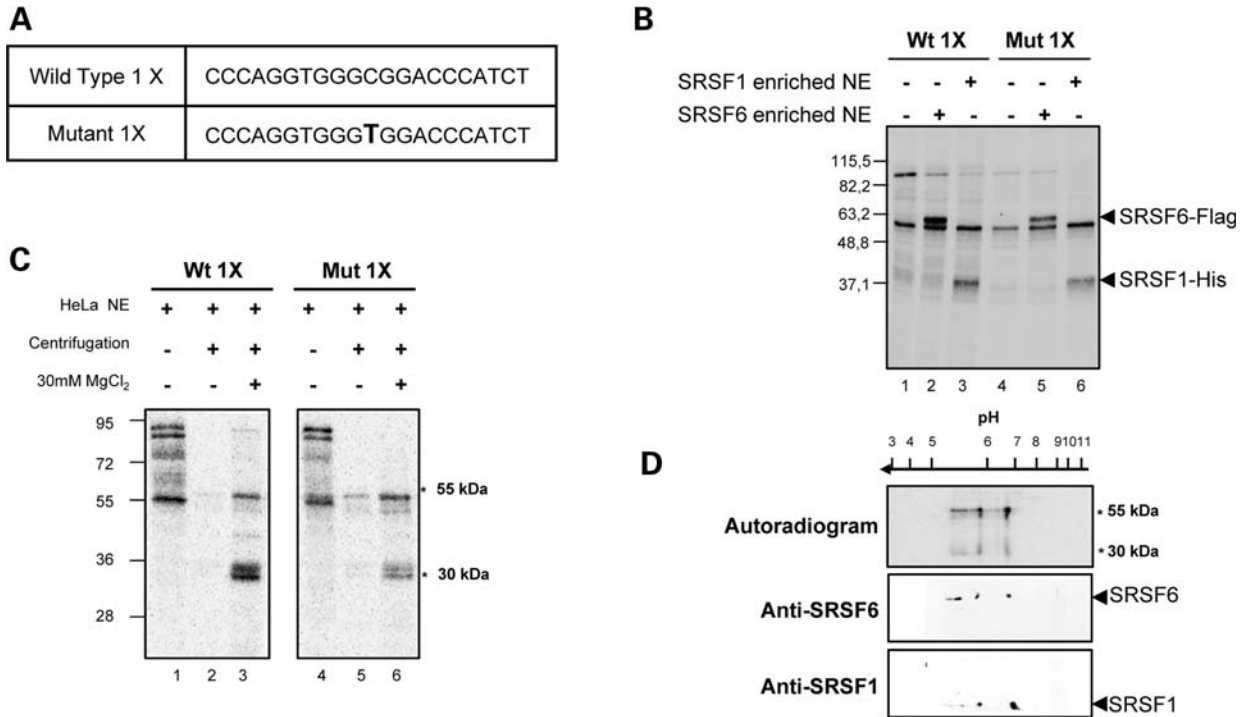 A
Wild Type 1 X CCCAGGTGGGCGGACCCATCT
Mutant 1X CCCAGGTGGGTGGACCCATCT
B
Wt 1X Mut 1X
SRSF1 enriched NE - - + - - +
SRSF6 enriched NE - + - - + -
115,5
82,2
63,2
48,8
37,1
SRSF6-Flag
SRSF1-His
1 2 3 4 5 6
C
Wt 1X Mut 1X
HeLa NE + + + + + +
Centrifugation - + + - + +
30mM MgCl₂ - - + - - +
95
72
55
36
28
* 55 kDa
* 30 kDa
1 2 3 4 5 6
D
pH
3 4 5 6 7 8 9 10 11
Autoradiogram
* 55 kDa
* 30 kDa
Anti-SRSF6
SRSF6
Anti-SRSF1
SRSF1